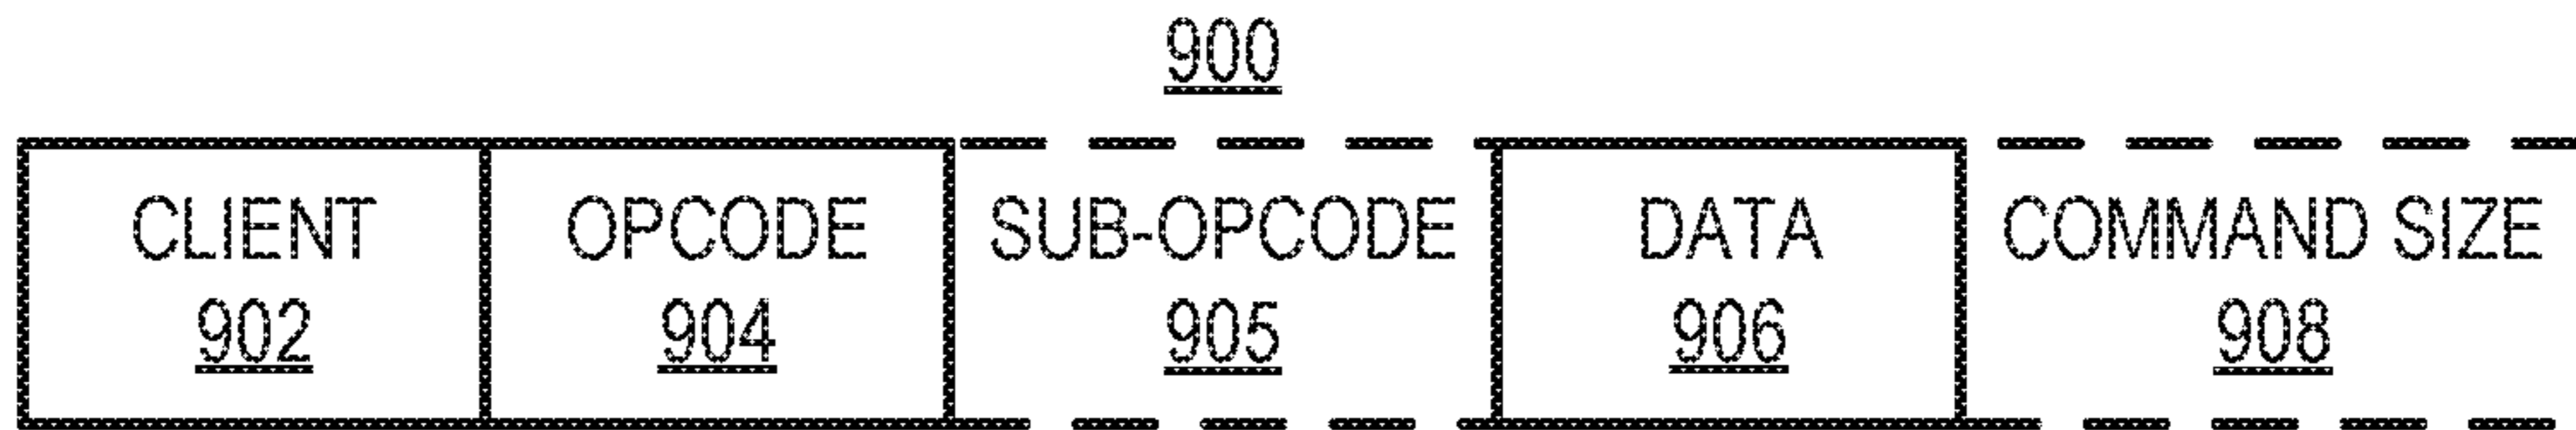 900
CLIENT OPCODE SUB-OPCODE DATA COMMAND SIZE
902 904 905 906 908